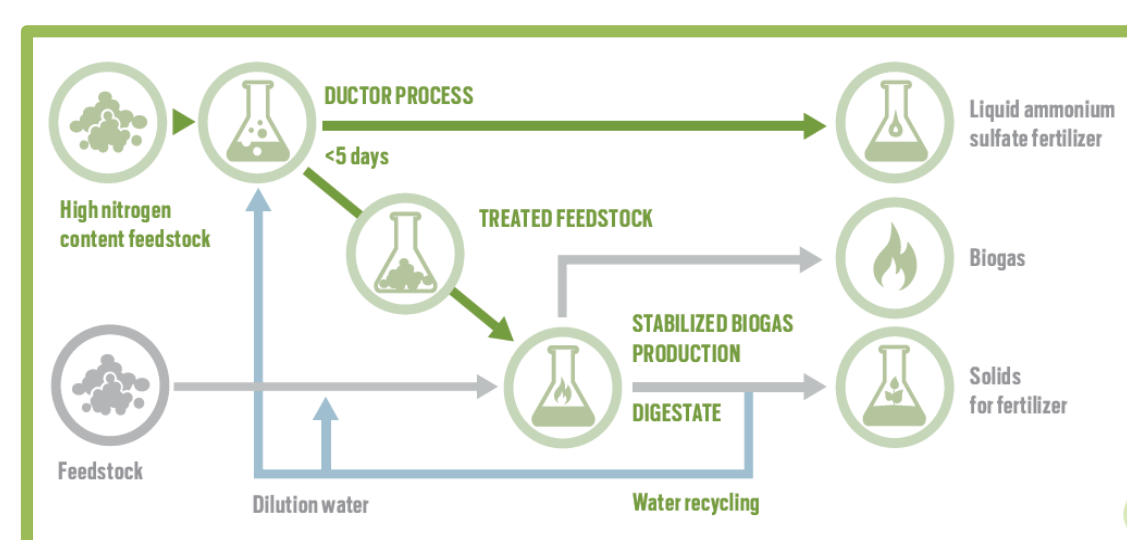 DUCTOR PROCESS
<5 days
Liquid ammonium
sulfate fertilizer
High nitrogen
content feedstock
TREATED FEEDSTOCK
Biogas
STABILIZED BIOGAS
PRODUCTION
DIGESTATE
Solids
for fertilizer
Feedstock
Dilution water
Water recycling